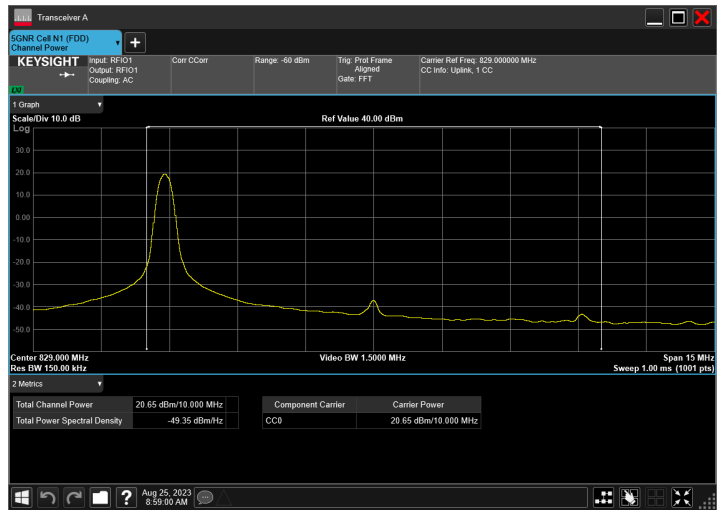 Transceiver A
5GNR Cell N1 (FDD)
Channel Power
KEYSIGHT
Input: RFIO1
Output: RFIO1
Coupling: AC
Corr CCorr
Range: -60 dBm
Trig: Prot Frame
Aligned
Gate: FFT
Carrier Ref Freq: 829.000000 MHz
CC Info: Uplink, 1 CC
LXI
1 Graph
Scale/Div 10.0 dB
Ref Value 40.00 dBm
Log
30.0
20.0
10.0
0.00
-10.0
-20.0
-30.0
-40.0
-50.0
Center 829.000 MHz
Video BW 1.5000 MHz
Span 15 MHz
Res BW 150.00 kHz
Sweep 1.00 ms (1001 pts)
2 Metrics
Total Channel Power 20.65 dBm/10.000 MHz
Total Power Spectral Density -49.35 dBm/Hz
Component Carrier Carrier Power
CC0 20.65 dBm/10.000 MHz
?
Aug 25, 2023
8:59:00 AM